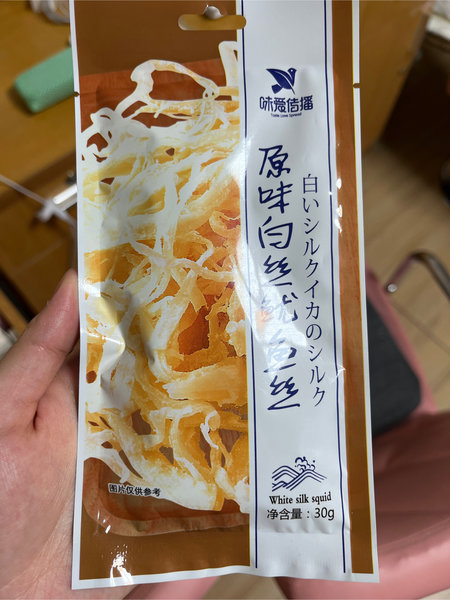 味爱传播
Taste Love Spread
原味白丝鱿鱼丝
白いシルクイカのシルク
White silk squid
净含量：30g
图片仅供参考